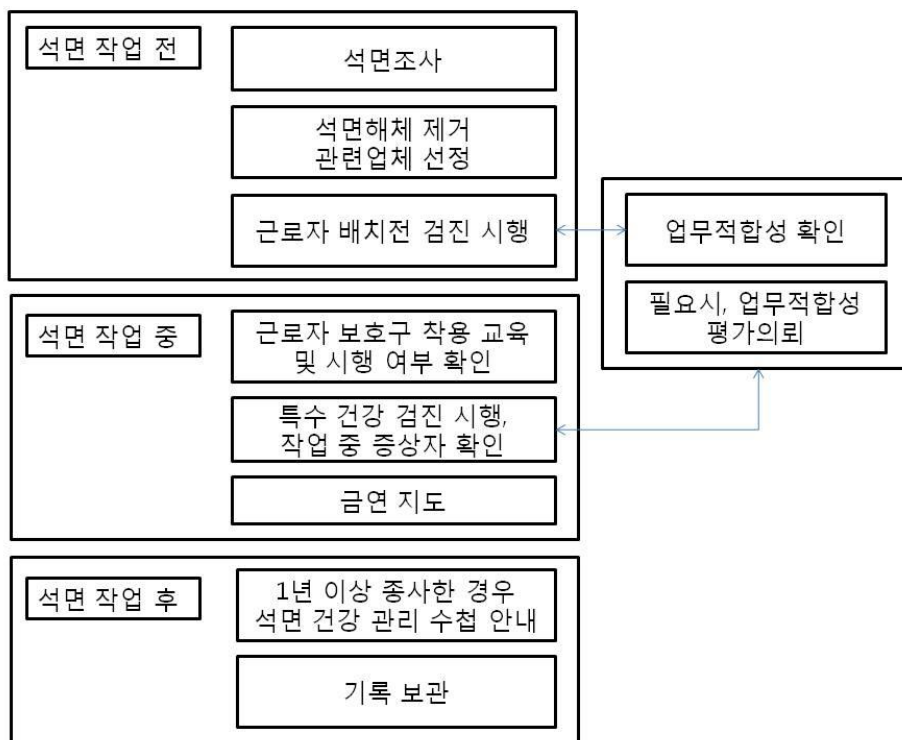 석면 작업 전
석면조사
석면해체 제거
관련업체 선정
근로자 배치전 검진 시행
업무적합성 확인
필요시, 업무적합성
평가의뢰
석면 작업 중
근로자 보호구 착용 교육
및 시행 여부 확인
특수 건강 검진 시행,
작업 중 증상자 확인
금연 지도
석면 작업 후
1년 이상 종사한 경우
석면 건강 관리 수첩 안내
기록 보관